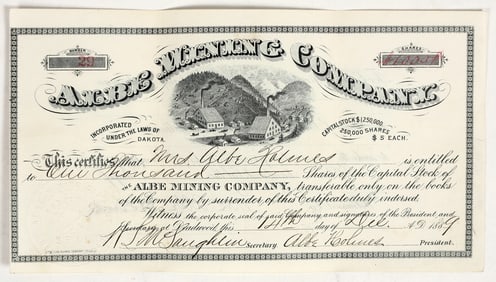 NUMBER
29
SHARES
ALBE MINING COMPANY.
INCORPORATED
UNDER THE LAWS OF
DAKOTA.
CAPITAL STOCK $1,250,000.
250,000 SHARES
$5 EACH.
This certifies that Mrs Albe Holmes is entitled
to One Thousand Shares of the Capital Stock of
the ALBE MINING COMPANY, transferable only on the books
of the Company by surrender of this Certificate duly indorsed.
Witness the corporate seal of said Company and signatures of the President and
Secretary at Deadwood this 14th day of Dec. AD 1889
McLaughlin Secretary. Albe Holmes President.